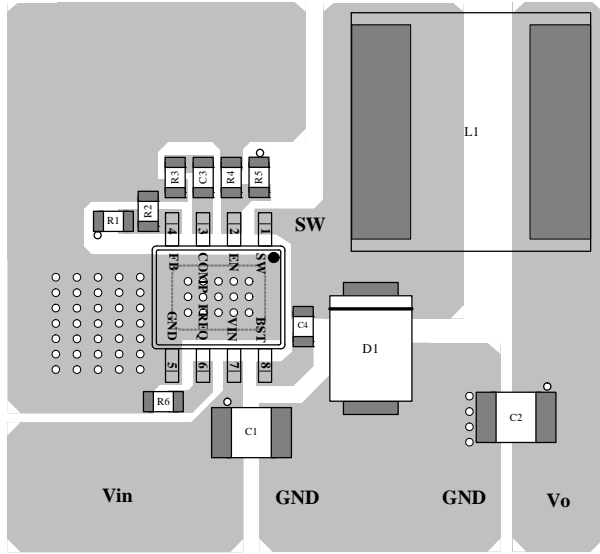 L1
R3 C3 R4 R5
R1 R2
4 3 2 1
SW
FB COMP EN SW
GND FREQ VIN BST
C4
D1
5 6 7 8
R6
C1
C2
Vin
GND
GND
Vo